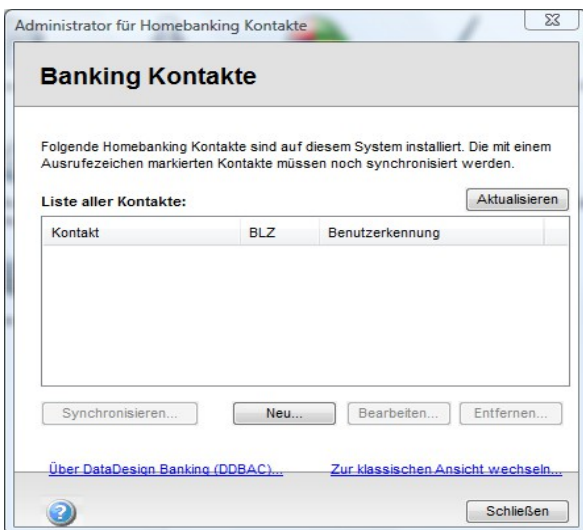 Administrator für Homebanking Kontakte
Banking Kontakte
Folgende Homebanking Kontakte sind auf diesem System installiert. Die mit einem
Ausrufezeichen markierten Kontakte müssen noch synchronisiert werden.
Liste aller Kontakte:
Aktualisieren
Kontakt BLZ Benutzerkennung
Synchronisieren... Neu... Bearbeiten... Entfernen...
Über DataDesign Banking (DDBAC)... Zur klassischen Ansicht wechseln...
Schließen